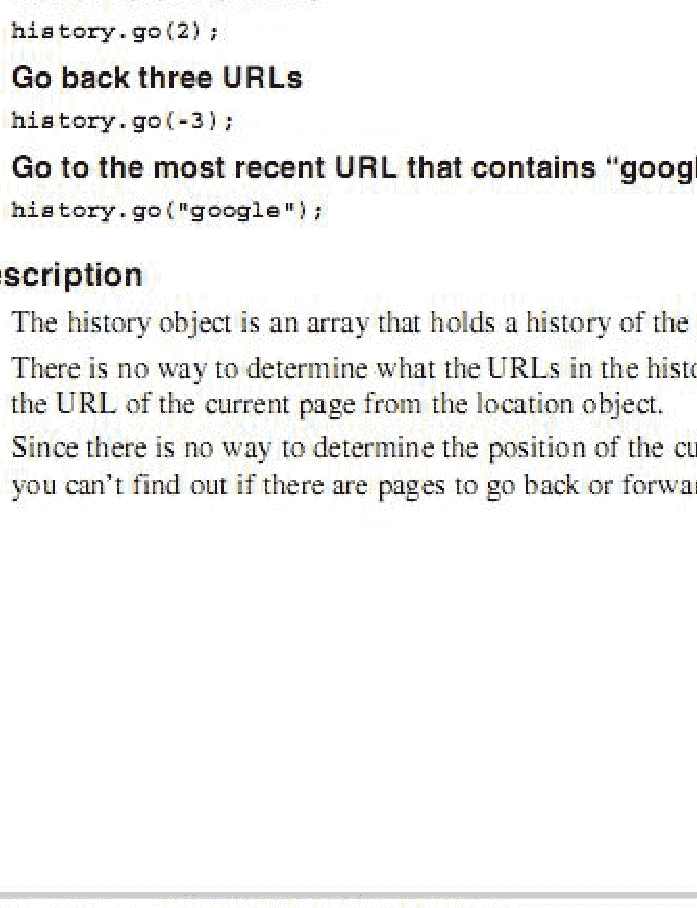 history.go(2);
Go back three URLs
history.go(-3);
Go to the most recent URL that contains “googl
history.go("google");
escription
The history object is an array that holds a history of the
There is no way to determine what the URLs in the histo
the URL of the current page from the location object.
Since there is no way to determine the position of the cu
you can’t find out if there are pages to go back or forwar